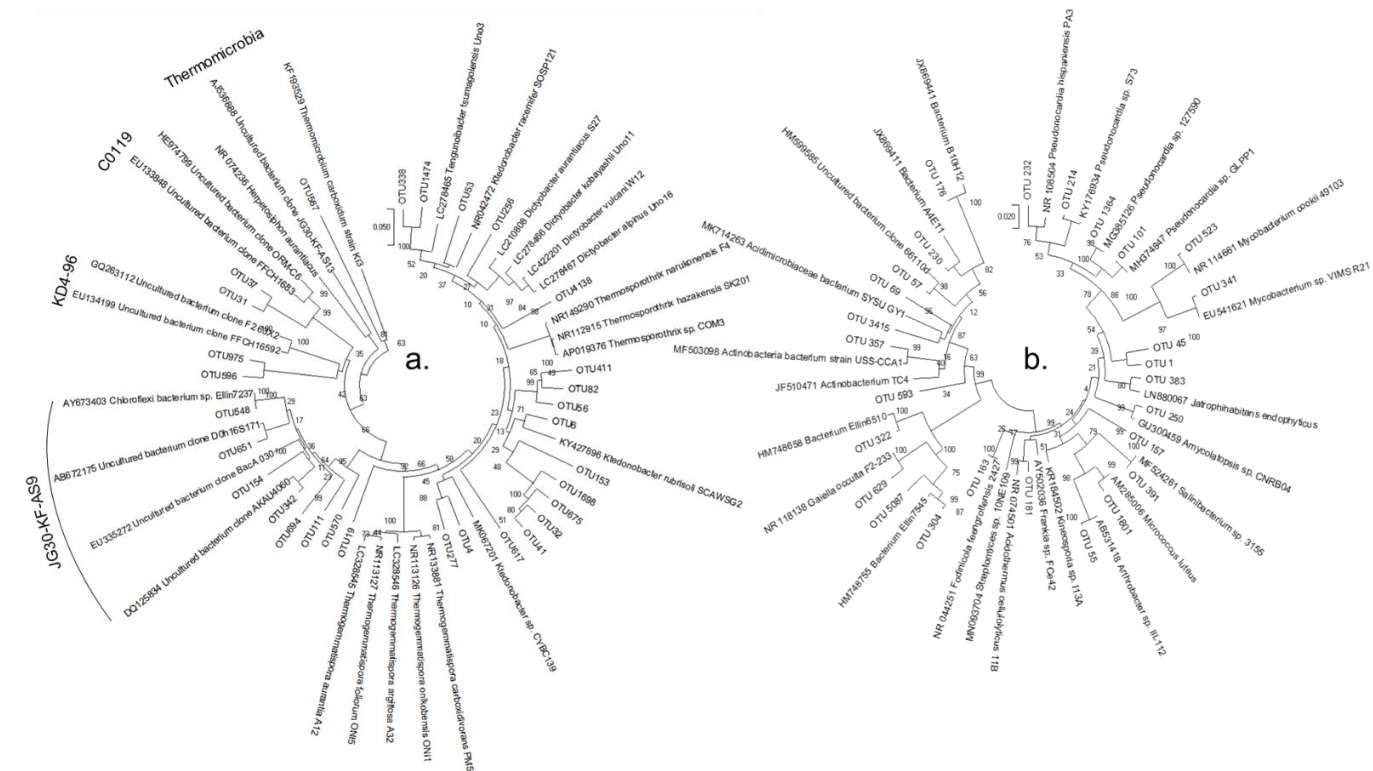 a.
Thermomicrobia
C0119
KD4-96
JG30-KF-AS9
0.050
OTU338
OTU1474
LC278465 Tengunoibacter tsumagoiensis Uno3
OTU53
NR042472 Ktedonobacter racemifer SOSP121
OTU256
LC210808 Dictyobacter aurantiacus S27
LC278466 Dictyobacter kobayashii Uno11
LC422201 Dictyobacter vulcani W12
LC278467 Dictyobacter alpinus Uno16
OTU4138
NR149290 Thermosporothrix narukonensis F4
NR112915 Thermosporothrix hazakensis SK201
AP019376 Thermosporothrix sp. COM3
OTU411
OTU82
OTU56
OTU6
KY427896 Ktedonobacter rubrisoli SCAWSG2
OTU153
OTU1698
OTU675
OTU32
OTU41
OTU617
MK067201 Ktedonobacter sp. CYBC139
OTU4
OTU277
NR133881 Thermogemmatispora carboxidivorans PM5
NR113126 Thermogemmatispora onikobensis ONI1
LC328546 Thermogemmatispora argillosa A32
NR113127 Thermogemmatispora foliorum ONI5
LC328545 Thermogemmatispora aurantia A12
OTU19
OTU570
OTU111
OTU694
OTU342
DQ125834 Uncultured bacterium clone AKAU4060
OTU154
EU335272 Uncultured bacterium clone BacA 030
OTU651
AB672175 Uncultured bacterium clone D0h16S171
OTU548
AY673403 Chloroflexi bacterium sp. Ellin7237
OTU596
OTU975
EU134199 Uncultured bacterium clone FFCH16592
GQ263112 Uncultured bacterium clone
OTU31
OTU37
EU133848 Uncultured bacterium clone FFCH1683
HE974799 Uncultured bacterium clone ORM-C6
NR 074236 Herpetosiphon aurantiacus
AJ536888 Uncultured bacterium clone JG30-KF-AS13
OTU567
KF193529 Thermomicrobium carboxidum strain KI3
b.
0.020
OTU 232
NR 108504 Pseudonocardia hispaniensis PA3
OTU 214
KY176934 Pseudonocardia sp. S73
OTU 1364
MG385126 Pseudonocardia sp. 127590
OTU 101
MH374947 Pseudonocardia sp. GLPP1
OTU 523
NR 114661 Mycobacterium cookii 49103
OTU 341
EU541621 Mycobacterium sp. VIMS R21
OTU 45
OTU 1
OTU 383
LN880067 Jatrophihabitans endophyticus
OTU 250
GU300459 Amycolatopsis sp. CNRB04
OTU 157
MF524261 Salinibacterium sp. 3155
OTU 391
AM285006 Micrococcus luteus
OTU 1801
AB531418 Arthrobacter sp. IIL112
OTU 55
KR184502 Kineosporia sp. I13A
AY502036 Frankia sp. FCe42
OTU 181
NR 074501 Acidothermus cellulolyticus 11B
MN093704 Streptomyces sp. 10NE109
NR 044251 Fodinicola feengrottensis 2427
OTU 163
OTU 304
HM748755 Bacterium Ellin7545
OTU 5087
OTU 629
NR 118138 Gaiella occulta F2-233
OTU 322
HM748658 Bacterium Ellin6510
OTU 593
JF510471 Actinobacterium TC4
MF503098 Actinobacteria bacterium strain USS-CCA1
OTU 357
OTU 3415
MK714263 Acidimicrobiaceae bacterium SYSU GY1
OTU 69
OTU 57
HM599585 Uncultured bacterium clone
OTU 230
JX869411 Bacterium A4E11
OTU 176
JX869441 Bacterium B10H12